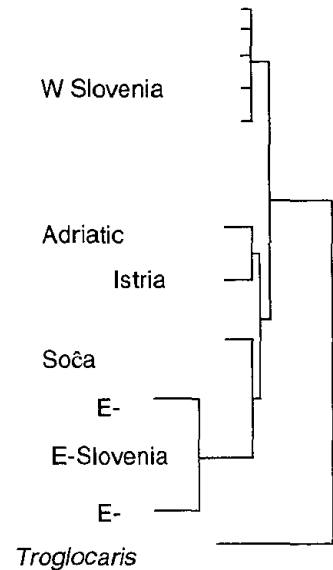 W Slovenia
Adriatic
Istria
Soĉa
E-
E-Slovenia
E-
Troglocaris